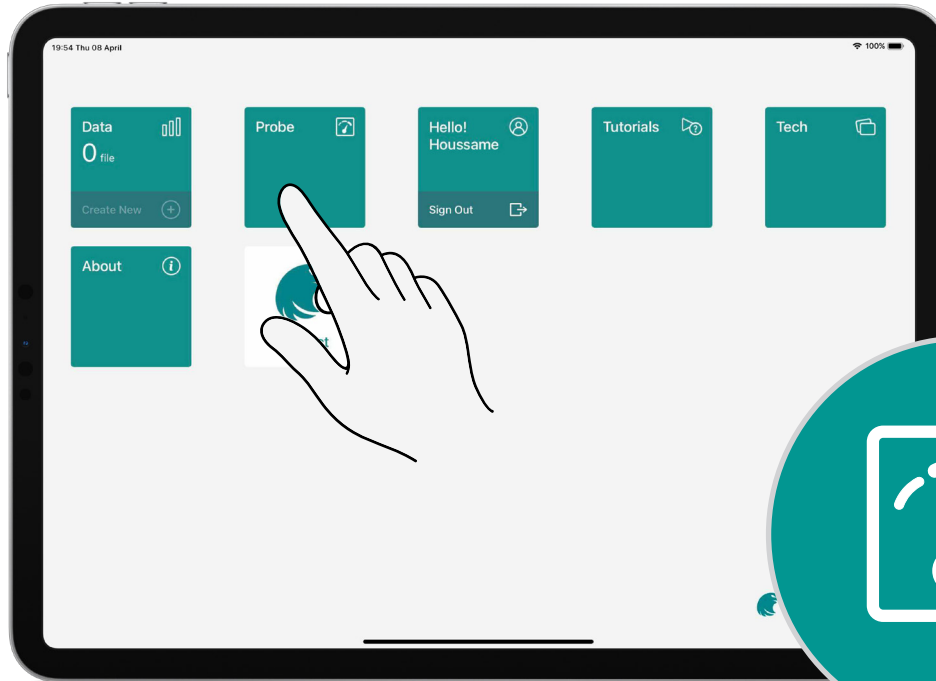 19:54 Thu 08 April
100%
Data
0 file
Create New
Probe
Hello!
Houssame
Sign Out
Tutorials
Tech
About